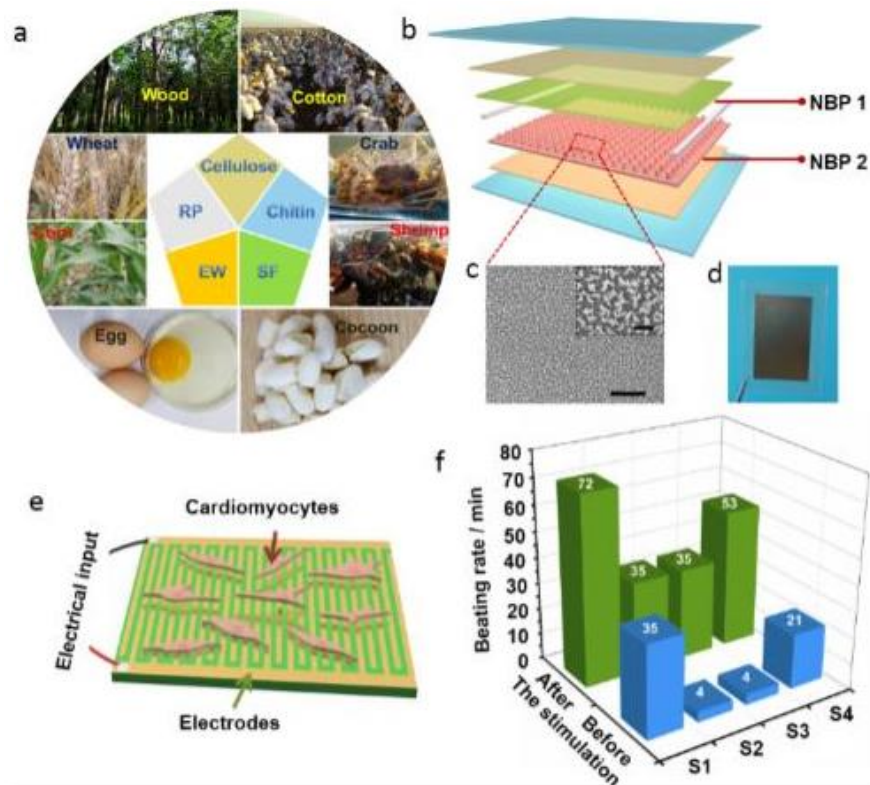 a
Wood
Cotton
Wheat
Crab
Cellulose
RP
Chitin
Corn
Shrimp
EW
SF
Egg
Cocoon
b
NBP 1
NBP 2
c
d
e
Cardiomyocytes
Electrical input
Electrodes
f
Beating rate / min
80
70
60
50
40
30
20
10
0
72
35
35
53
35
4
4
21
After
Before
The stimulation
S1
S2
S3
S4